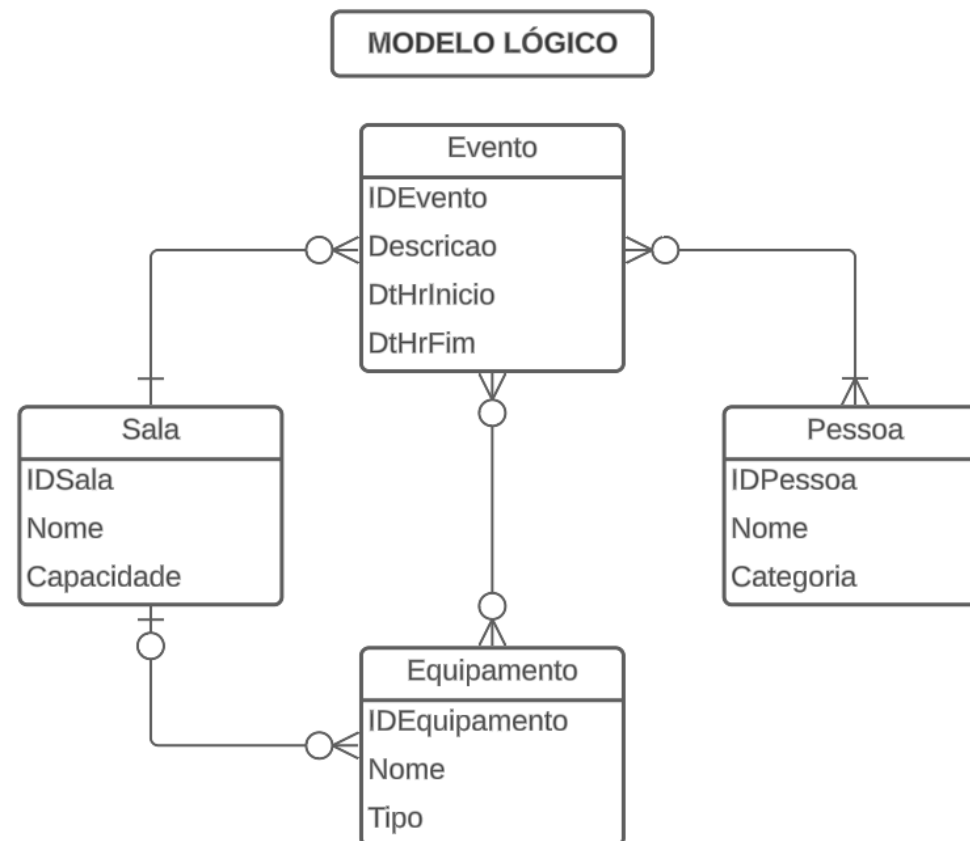 MODELO LÓGICO
Evento
IDEvento
Descricao
DtHrInicio
DtHrFim
Sala
IDSala
Nome
Capacidade
Pessoa
IDPessoa
Nome
Categoria
Equipamento
IDEquipamento
Nome
Tipo